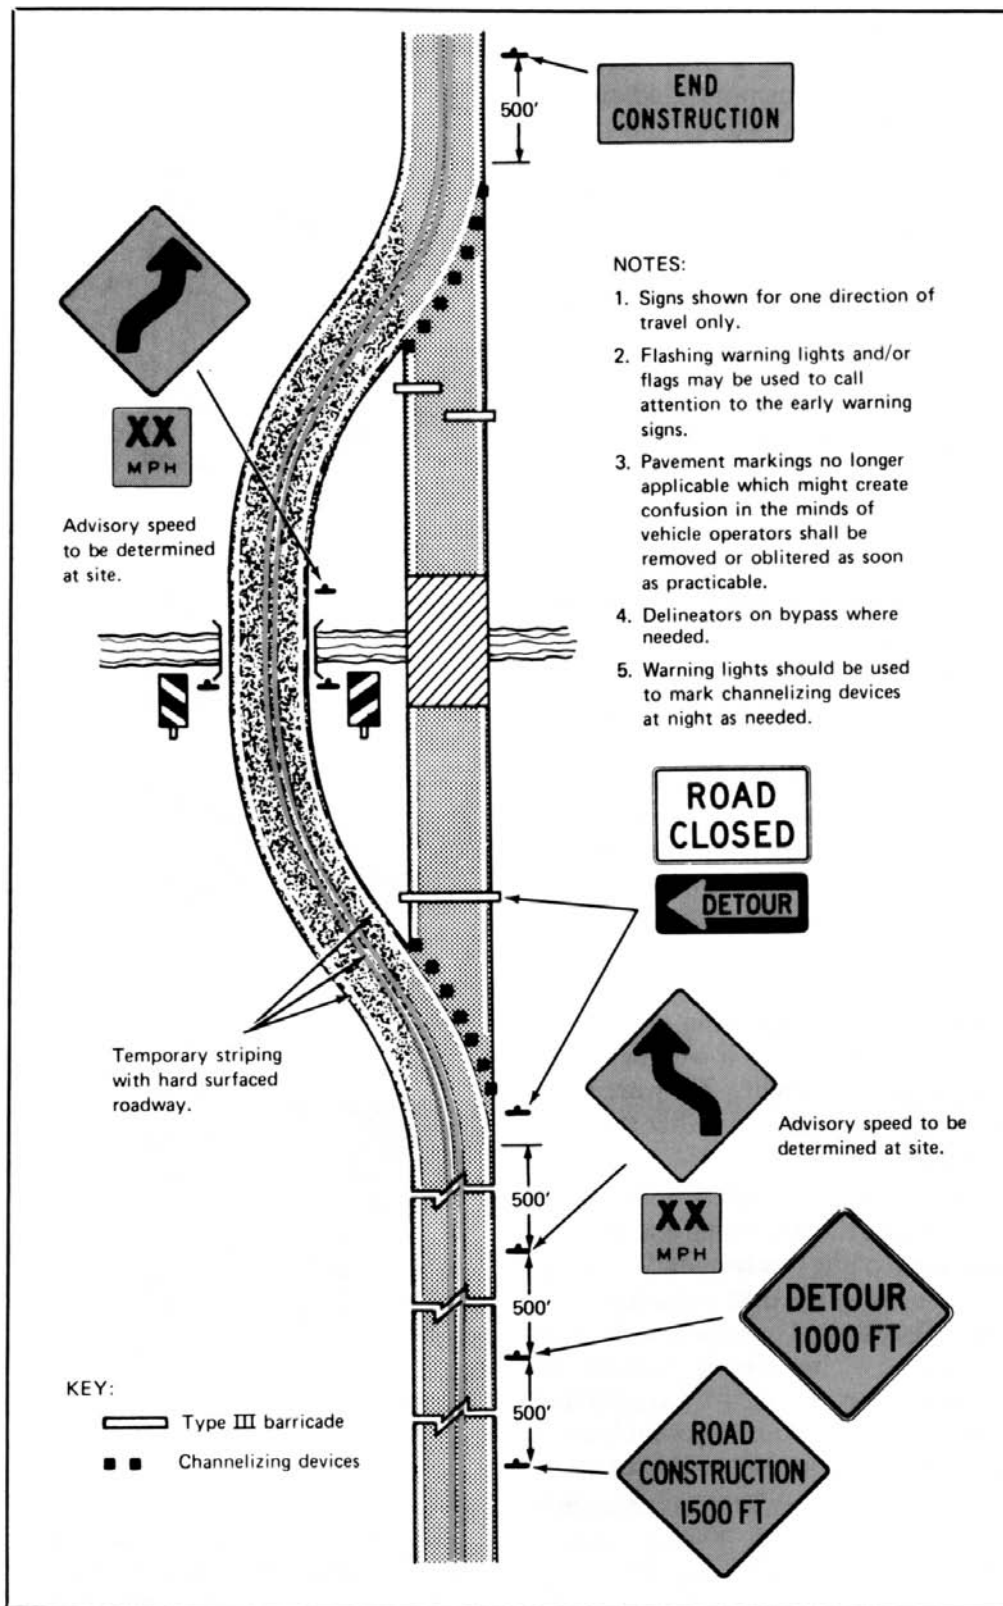 500'
END
CONSTRUCTION
XX
MPH
Advisory speed
to be determined
at site.
NOTES:
1. Signs shown for one direction of
travel only.
2. Flashing warning lights and/or
flags may be used to call
attention to the early warning
signs.
3. Pavement markings no longer
applicable which might create
confusion in the minds of
vehicle operators shall be
removed or oblitered as soon
as practicable.
4. Delineators on bypass where
needed.
5. Warning lights should be used
to mark channelizing devices
at night as needed.
ROAD
CLOSED
DETOUR
Temporary striping
with hard surfaced
roadway.
Advisory speed to be
determined at site.
500'
XX
MPH
500'
DETOUR
1000 FT
500'
ROAD
CONSTRUCTION
1500 FT
KEY:
Type III barricade
Channelizing devices